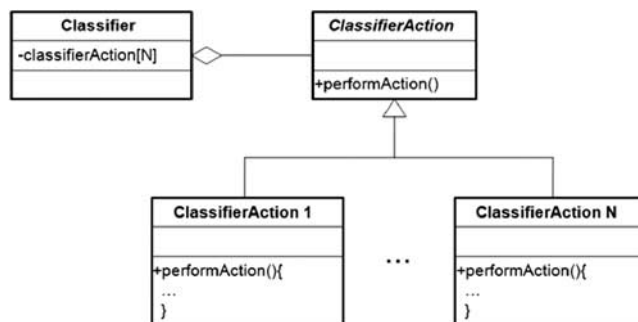 Classifier
-classifierAction[N]
ClassifierAction
+performAction()
ClassifierAction 1
+performAction(){
...
}
...
ClassifierAction N
+performAction(){
...
}